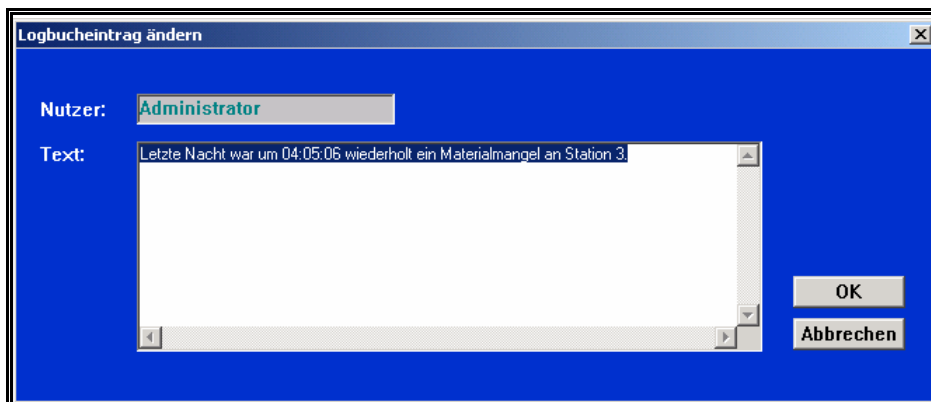 Logbucheintrag ändern
Nutzer: Administrator
Text: Letzte Nacht war um 04:05:06 wiederholt ein Materialmangel an Station 3.
OK
Abbrechen